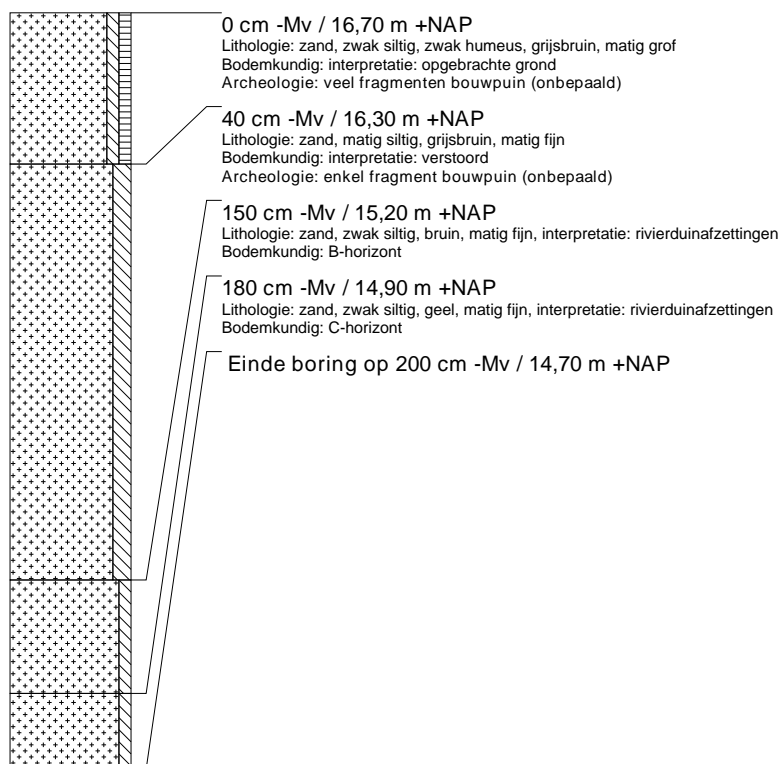 0 cm -Mv / 16,70 m +NAP
Lithologie: zand, zwak siltig, zwak humeus, grijsbruin, matig grof
Bodemkundig: interpretatie: opgebrachte grond
Archeologie: veel fragmenten bouwpuin (onbepaald)
40 cm -Mv / 16,30 m +NAP
Lithologie: zand, matig siltig, grijsbruin, matig fijn
Bodemkundig: interpretatie: verstoord
Archeologie: enkel fragment bouwpuin (onbepaald)
150 cm -Mv / 15,20 m +NAP
Lithologie: zand, zwak siltig, bruin, matig fijn, interpretatie: rivierduinafzettingen
Bodemkundig: B-horizont
180 cm -Mv / 14,90 m +NAP
Lithologie: zand, zwak siltig, geel, matig fijn, interpretatie: rivierduinafzettingen
Bodemkundig: C-horizont
Einde boring op 200 cm -Mv / 14,70 m +NAP